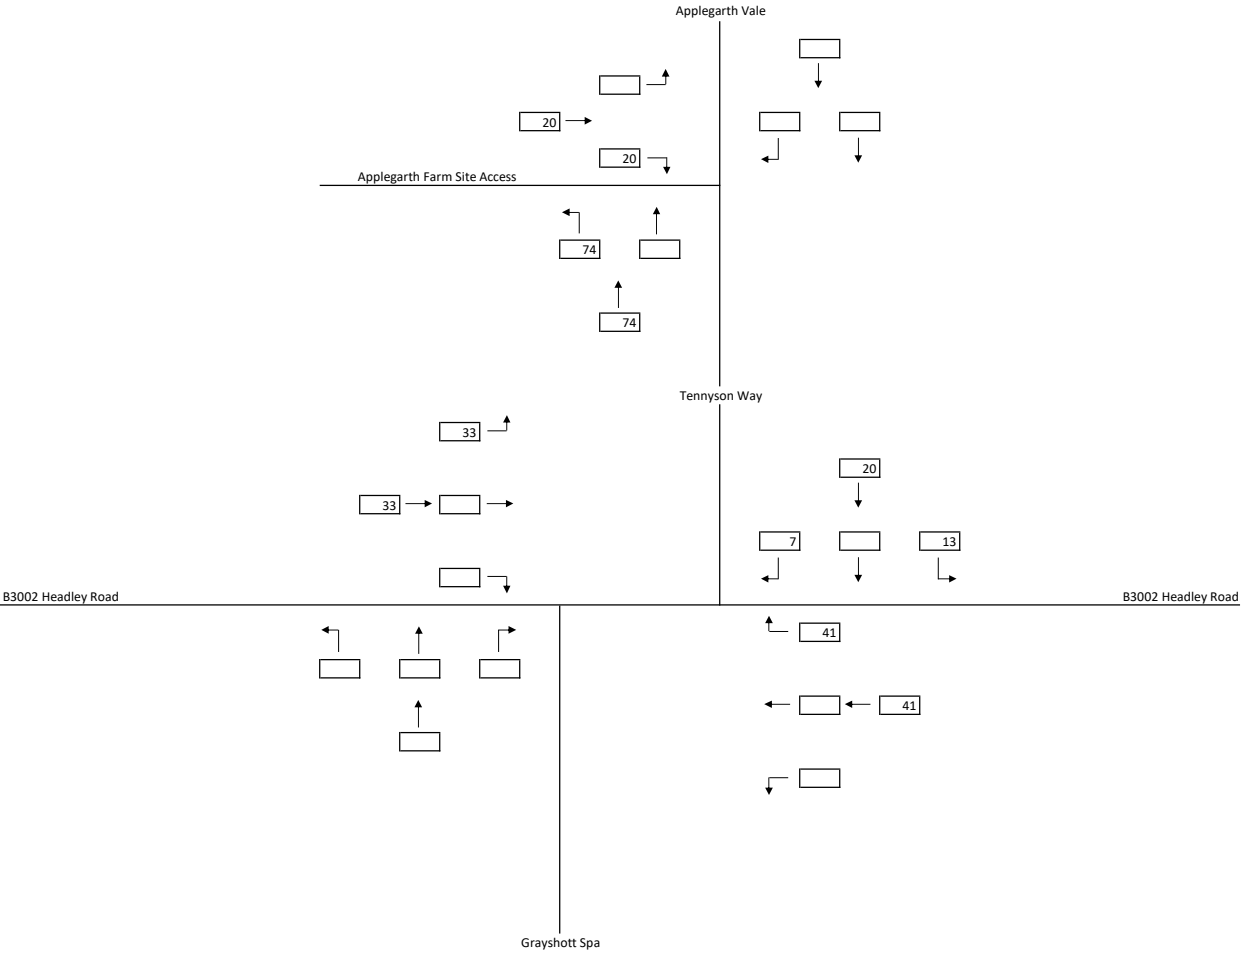 Applegarth Vale
20
20
Applegarth Farm Site Access
74
74
Tennyson Way
33
20
33
7 13
B3002 Headley Road B3002 Headley Road
41
41
Grayshott Spa